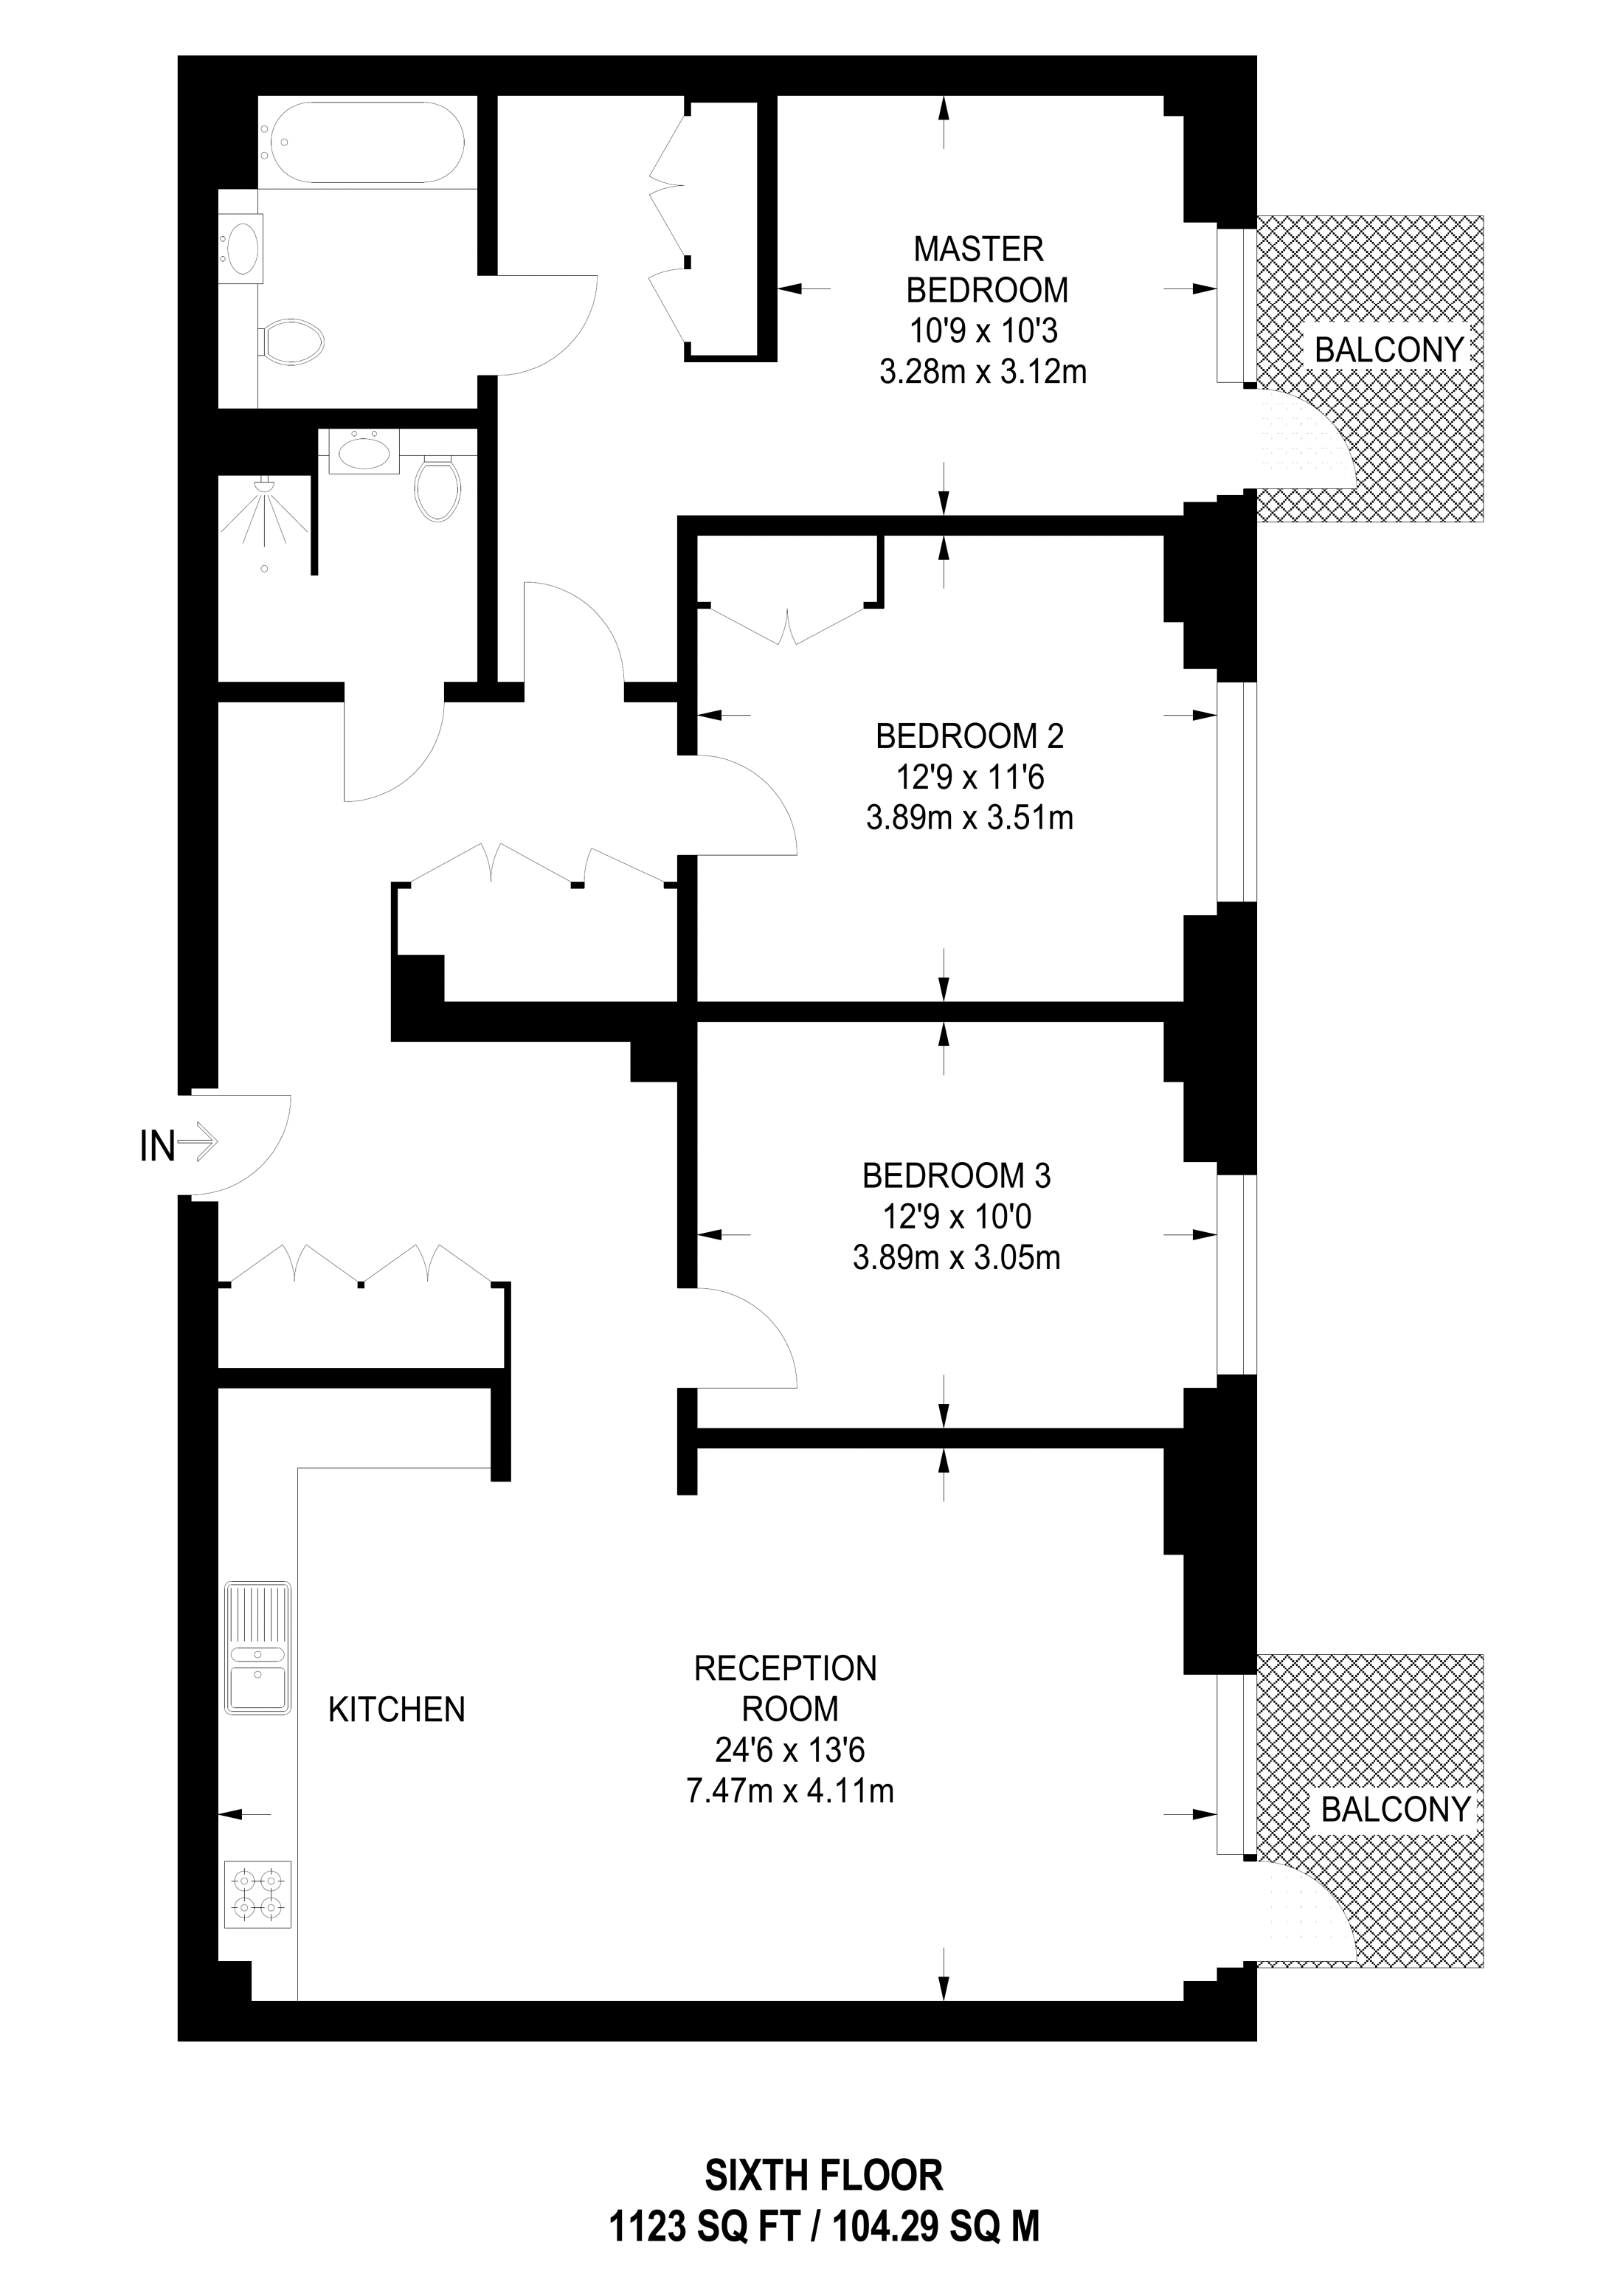 MASTER
BEDROOM
10'9 x 10'3
3.28m x 3.12m
BALCONY
BEDROOM 2
12'9 x 11'6
3.89m x 3.51m
IN
BEDROOM 3
12'9 x 10'0
3.89m x 3.05m
KITCHEN
RECEPTION
ROOM
24'6 x 13'6
7.47m x 4.11m
BALCONY
SIXTH FLOOR
1123 SQ FT / 104.29 SQ M